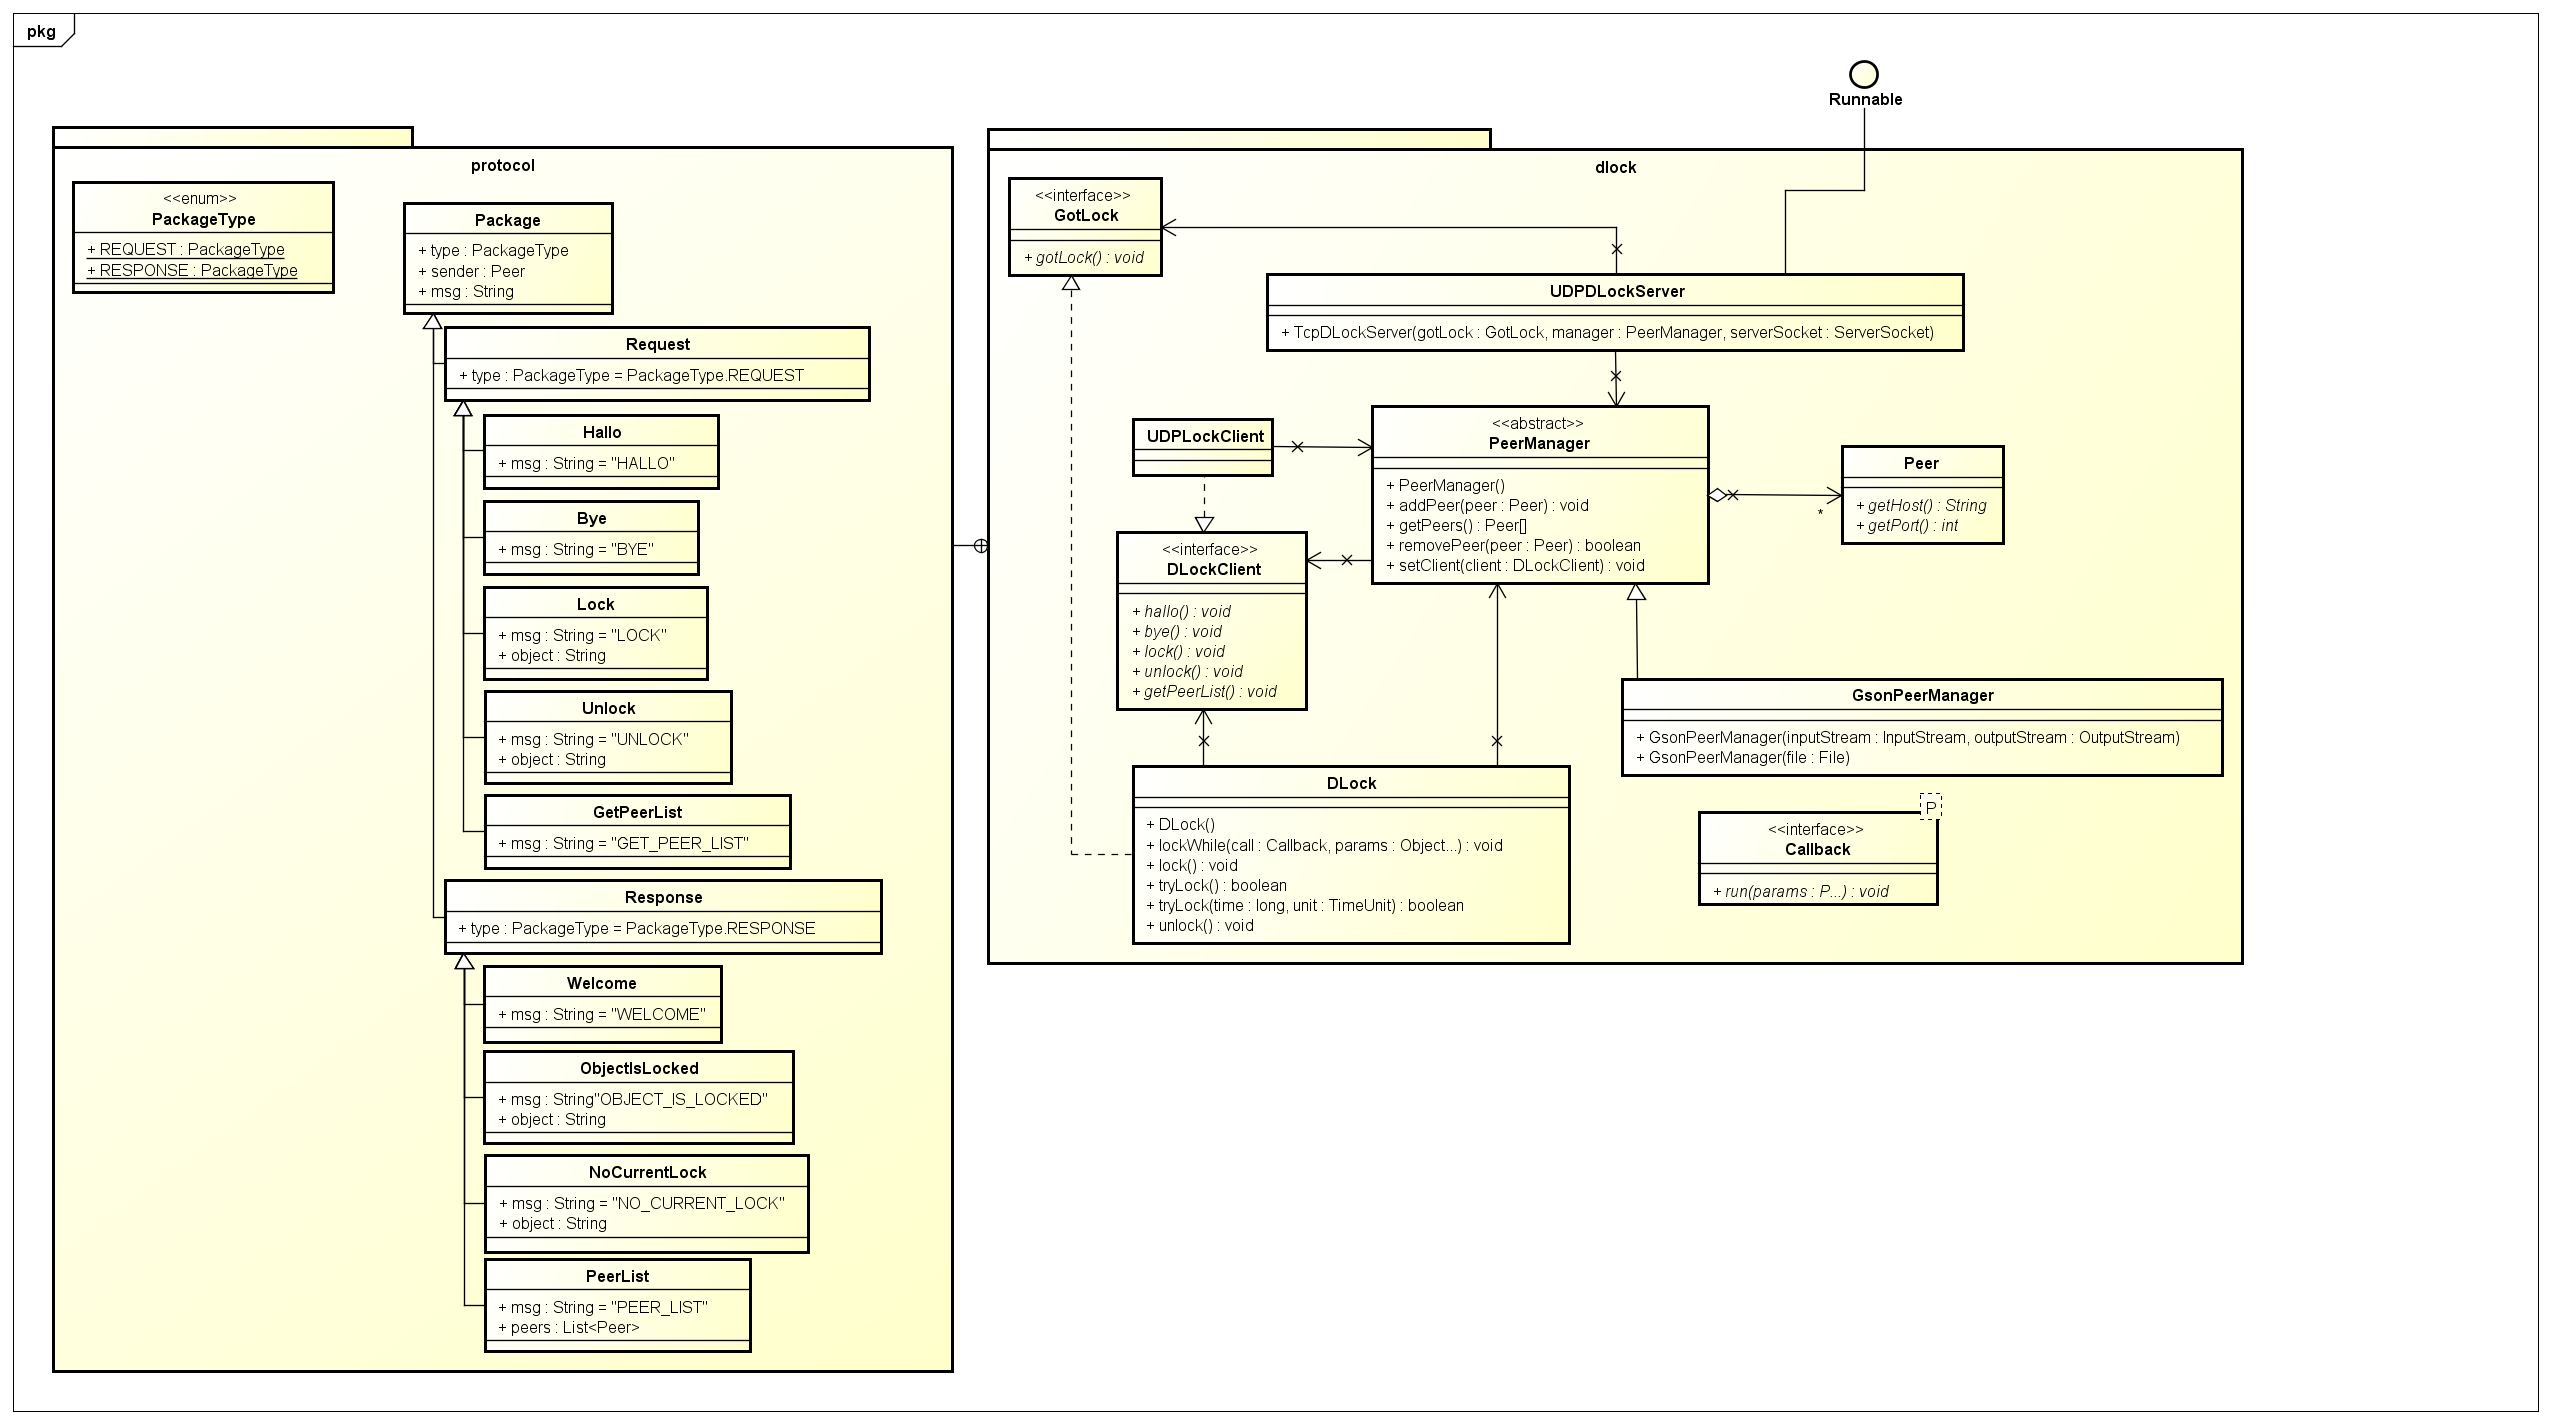 pkg
Runnable
protocol
<<enum>>
PackageType
+ REQUEST : PackageType
+ RESPONSE : PackageType
Package
+ type : PackageType
+ sender : Peer
+ msg : String
Request
+ type : PackageType = PackageType.REQUEST
Hallo
+ msg : String = "HALLO"
Bye
+ msg : String = "BYE"
Lock
+ msg : String = "LOCK"
+ object : String
Unlock
+ msg : String = "UNLOCK"
+ object : String
GetPeerList
+ msg : String = "GET_PEER_LIST"
Response
+ type : PackageType = PackageType.RESPONSE
Welcome
+ msg : String = "WELCOME"
ObjectIsLocked
+ msg : String"OBJECT_IS_LOCKED"
+ object : String
NoCurrentLock
+ msg : String = "NO_CURRENT_LOCK"
+ object : String
PeerList
+ msg : String = "PEER_LIST"
+ peers : List<Peer>
dlock
<<interface>>
GotLock
+ gotLock() : void
UDPDLockServer
+ TcpDLockServer(gotLock : GotLock, manager : PeerManager, serverSocket : ServerSocket)
UDPLockClient
<<abstract>>
PeerManager
+ PeerManager()
+ addPeer(peer : Peer) : void
+ getPeers() : Peer[]
+ removePeer(peer : Peer) : boolean
+ setClient(client : DLockClient) : void
Peer
+ getHost() : String
+ getPort() : int
*
<<interface>>
DLockClient
+ hallo() : void
+ bye() : void
+ lock() : void
+ unlock() : void
+ getPeerList() : void
GsonPeerManager
+ GsonPeerManager(inputStream : InputStream, outputStream : OutputStream)
+ GsonPeerManager(file : File)
DLock
+ DLock()
+ lockWhile(call : Callback, params : Object...) : void
+ lock() : void
+ tryLock() : boolean
+ tryLock(time : long, unit : TimeUnit) : boolean
+ unlock() : void
P
<<interface>>
Callback
+ run(params : P...) : void